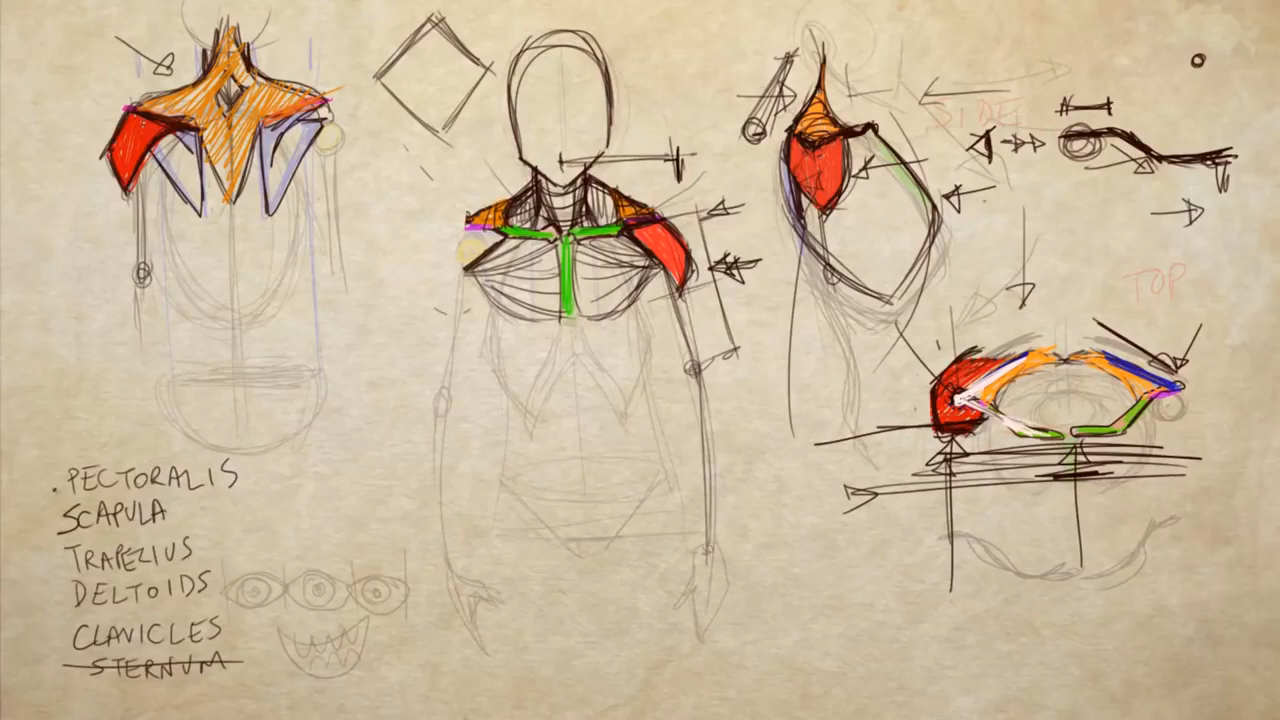 SIDE
TOP
PECTORALIS
SCAPULA
TRAPEZIUS
DELTOIDS
CLAVICLES
STERNUM